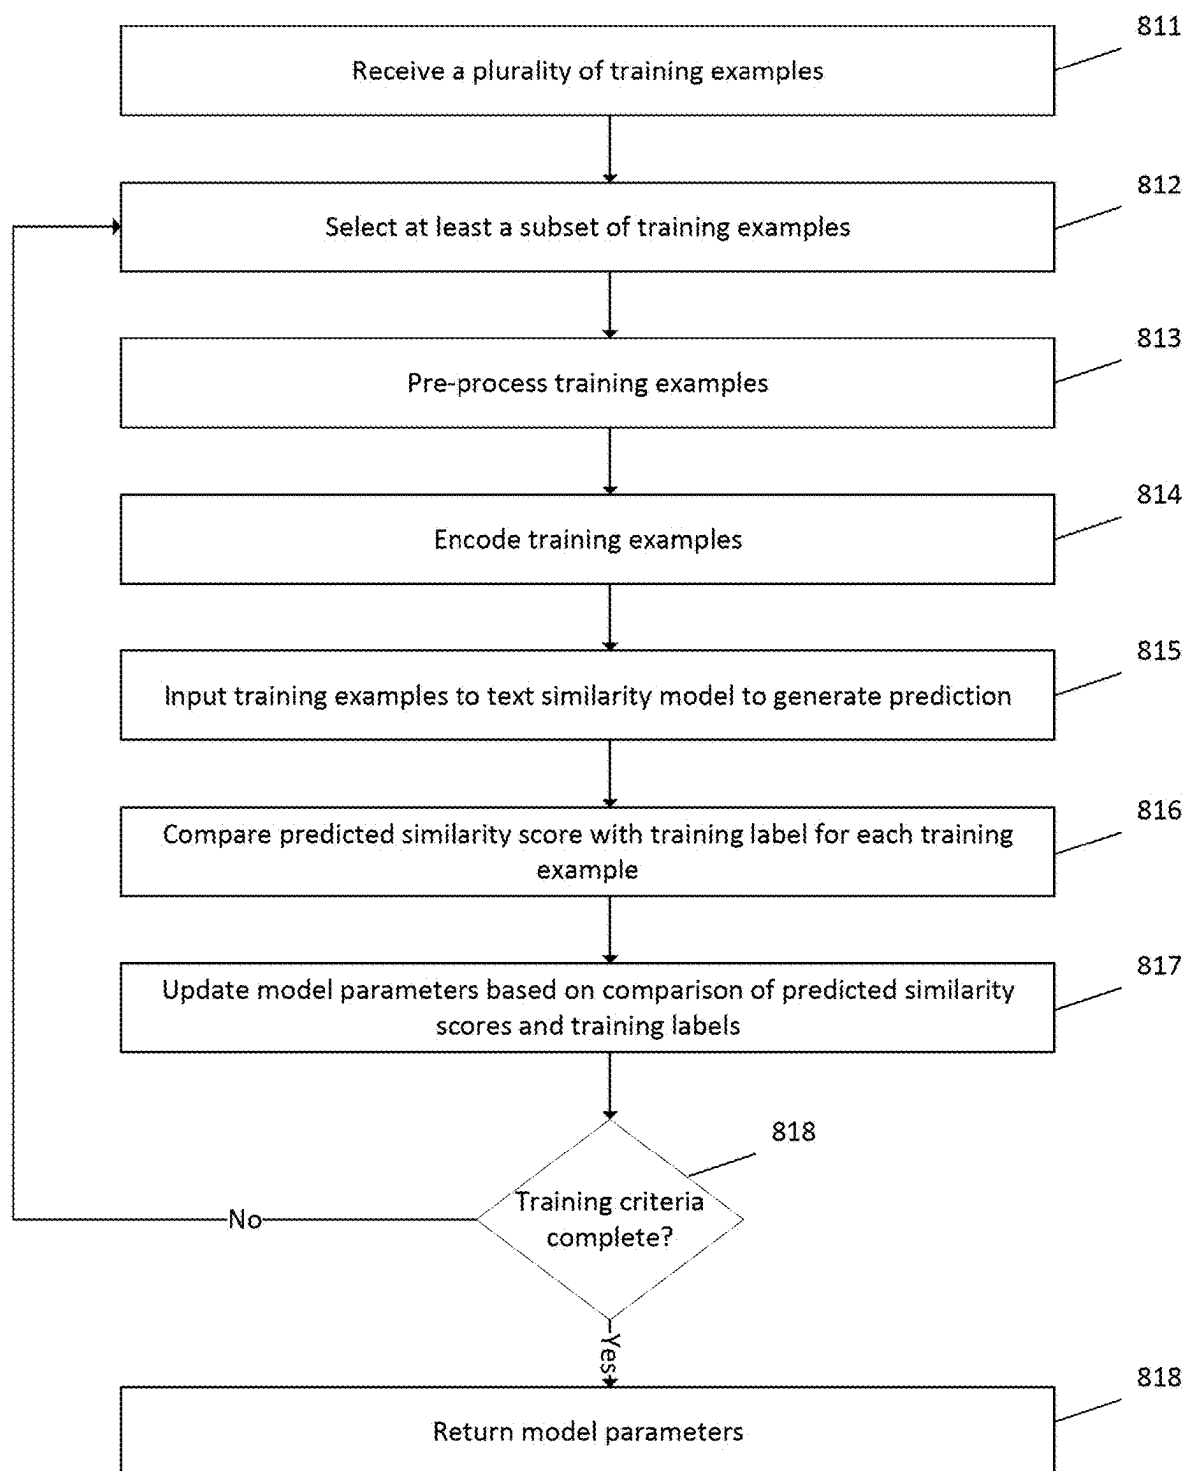 811
Receive a plurality of training examples
812
Select at least a subset of training examples
813
Pre-process training examples
814
Encode training examples
815
Input training examples to text similarity model to generate prediction
816
Compare predicted similarity score with training label for each training
example
817
Update model parameters based on comparison of predicted similarity
scores and training labels
818
Training criteria
complete?
No
Yes
818
Return model parameters